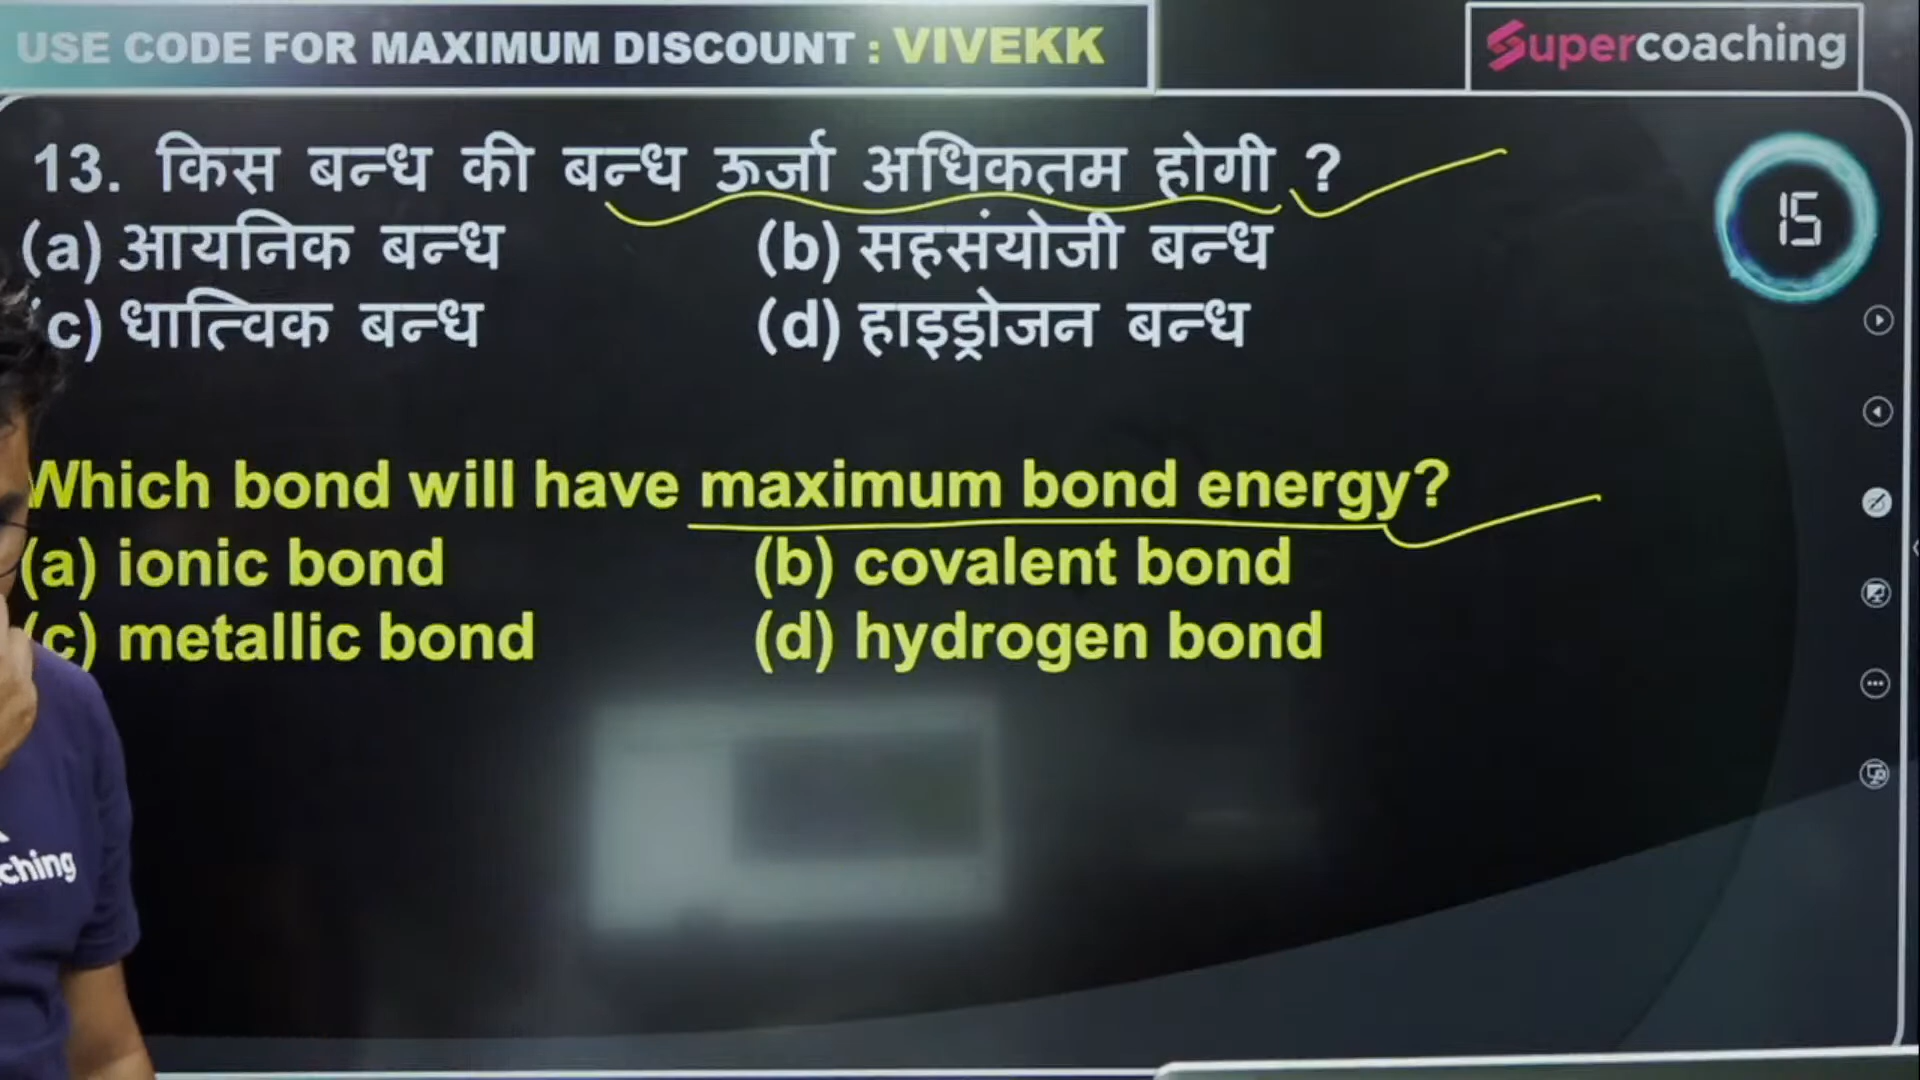 USE CODE FOR MAXIMUM DISCOUNT : VIVEKK
Supercoaching
13. किस बन्ध की बन्ध ऊर्जा अधिकतम होगी ?
15
(a) आयनिक बन्ध (b) सहसंयोजी बन्ध
(c) धात्विक बन्ध (d) हाइड्रोजन बन्ध
Which bond will have maximum bond energy?
(a) ionic bond (b) covalent bond
(c) metallic bond (d) hydrogen bond
ching